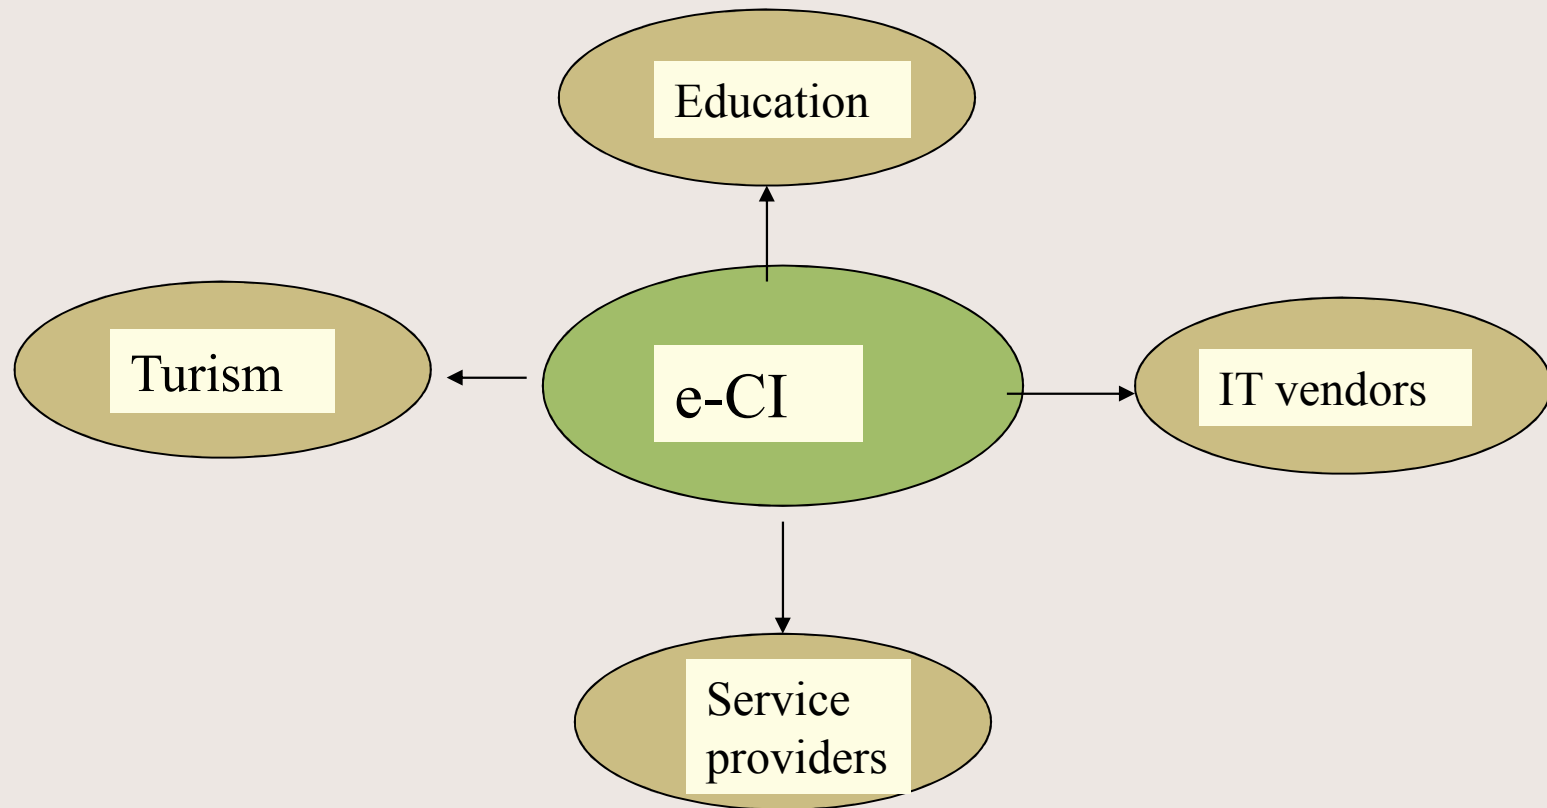 Education
Turism
e-CI
IT vendors
Service
providers